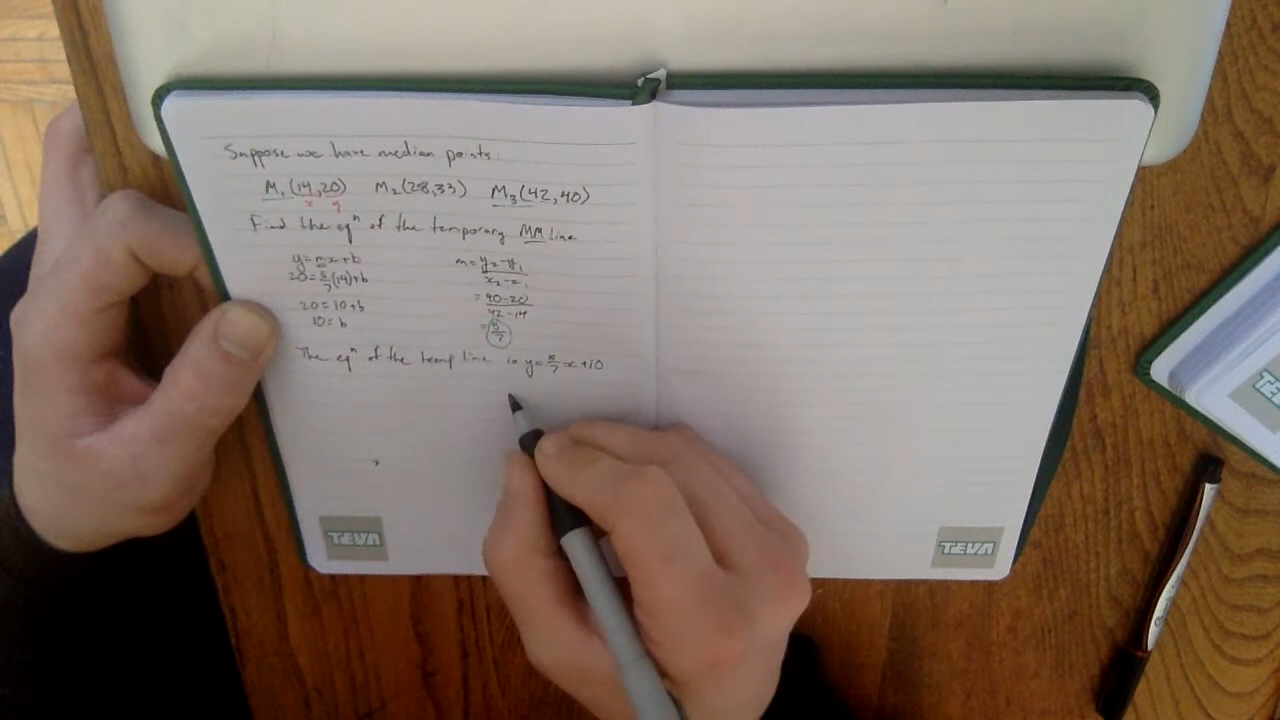 Suppose we have median points:
M₁(14,20) M₂(28,33) M₃(42,40)
x y
Find the eqⁿ of the temporary MM line
y=mx+b
20=5/7(14)+b
20=10+b
10=b
m=y₂-y₁/x₂-x₁
=40-20/42-14
=5/7
The eqⁿ of the temp line is y=5/7x+10
TEVA
TEVA